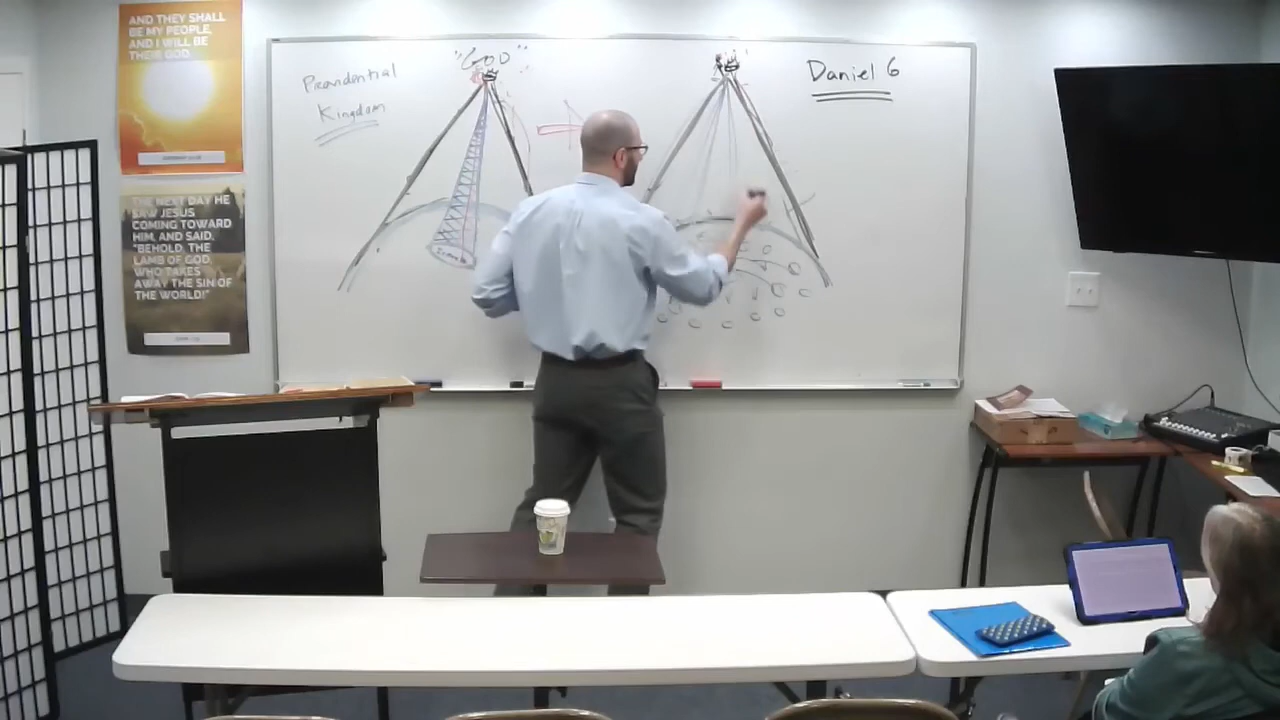 AND THEY SHALL
BE MY PEOPLE,
AND I WILL BE
THEIR GOD.
THE NEXT DAY HE
SAW JESUS
COMING TOWARD
HIM, AND SAID,
"BEHOLD, THE
LAMB OF GOD,
WHO TAKES
AWAY THE SIN OF
THE WORLD!"
Providential
Kingdom
"GOD"
Daniel 6